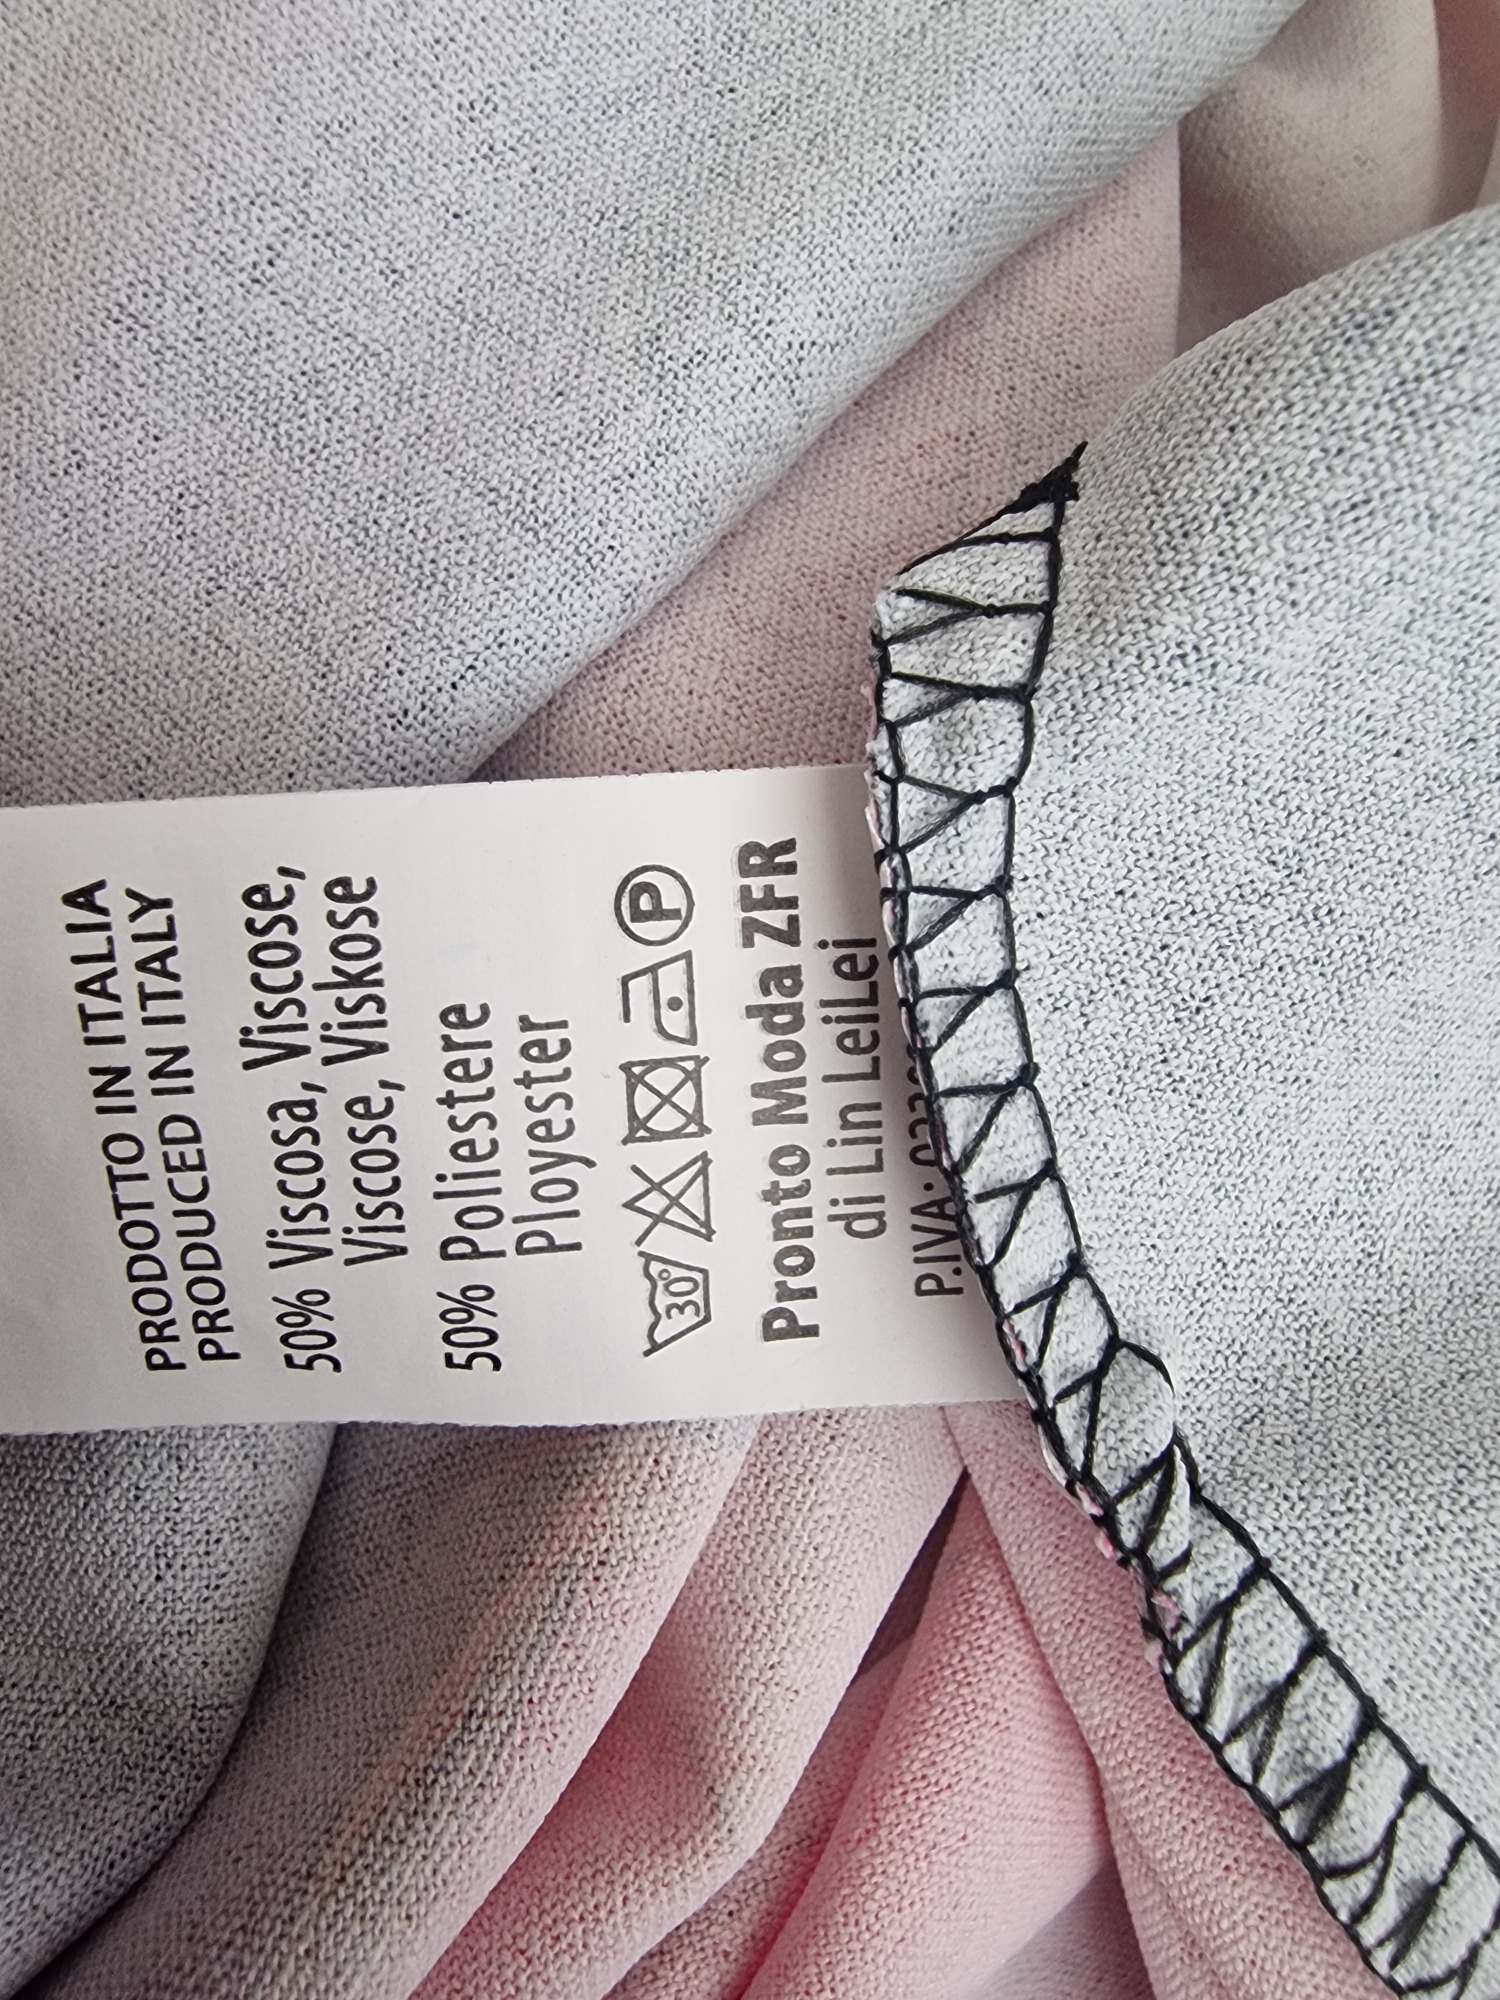 PRODOTTO IN ITALIA
PRODUCED IN ITALY
50% Viscosa, Viscose,
Viscose, Viskose
50% Poliestere
Ployester
30° P
Pronto Moda ZFR
di Lin LeiLei
P.IVA: